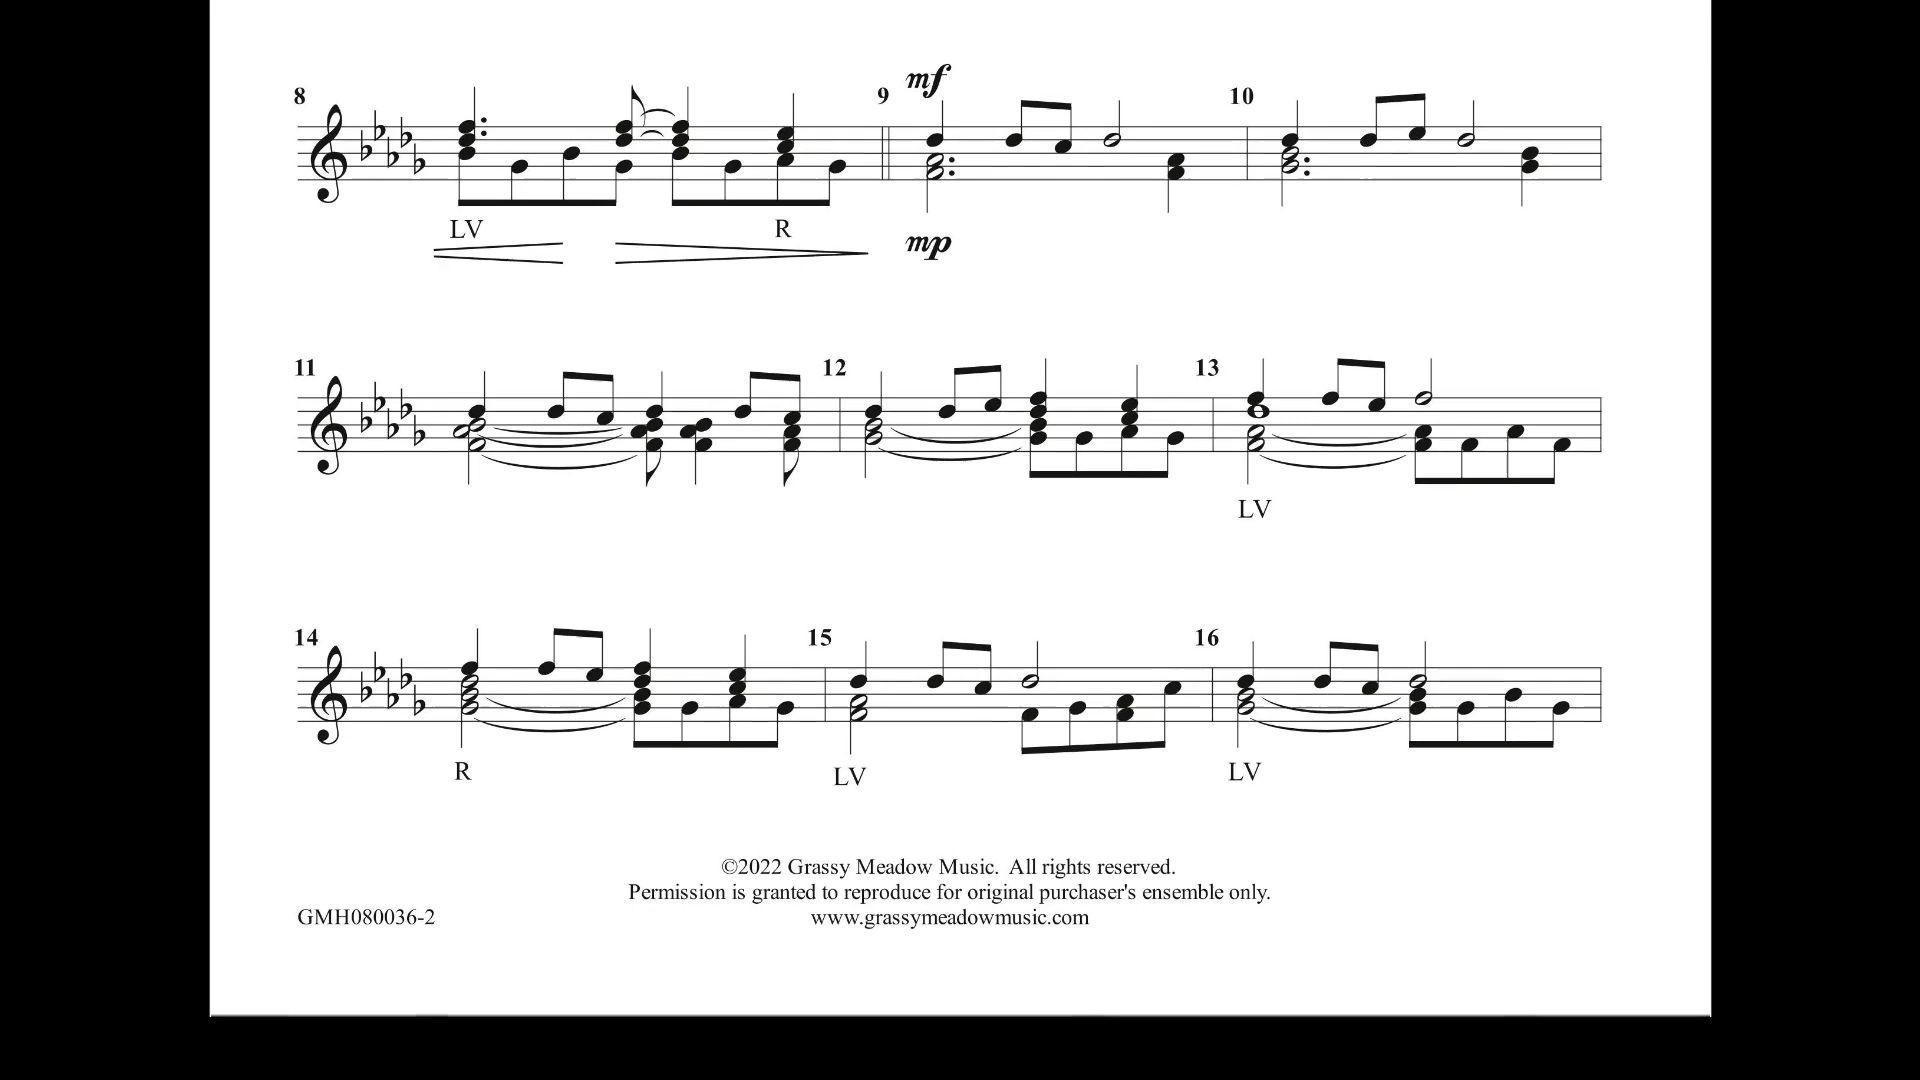 8 9 mf 10
LV R mp
11 12 13
LV
14 15 16
R LV LV
©2022 Grassy Meadow Music. All rights reserved.
Permission is granted to reproduce for original purchaser's ensemble only.
GMH080036-2 www.grassymeadowmusic.com